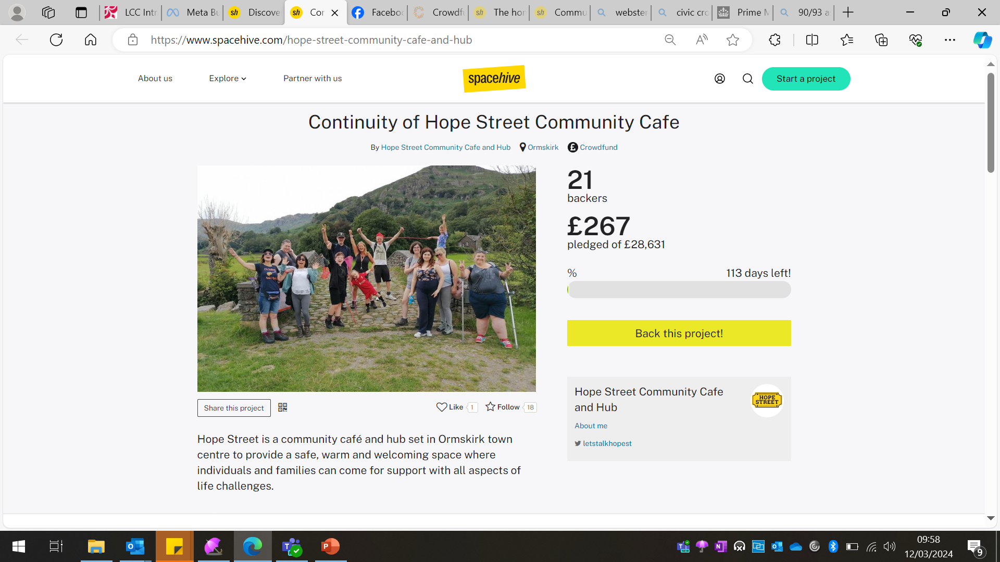 LCC Intr
Meta Bu
Discove
Cor
Faceboo
Crowdfu
The hor
Commu
webster
civic cro
Prime M
90/93 a
https://www.spacehive.com/hope-street-community-cafe-and-hub
About us
Explore
Partner with us
spacehive
Start a project
Continuity of Hope Street Community Cafe
By Hope Street Community Cafe and Hub
Ormskirk
Crowdfund
21
backers
£267
pledged of £28,631
%
113 days left!
Back this project!
Share this project
Like
1
Follow
18
Hope Street Community Cafe
and Hub
HOPE
STREET
About me
letstalkhopest
Hope Street is a community café and hub set in Ormskirk town
centre to provide a safe, warm and welcoming space where
individuals and families can come for support with all aspects of
life challenges.
09:58
12/03/2024
9